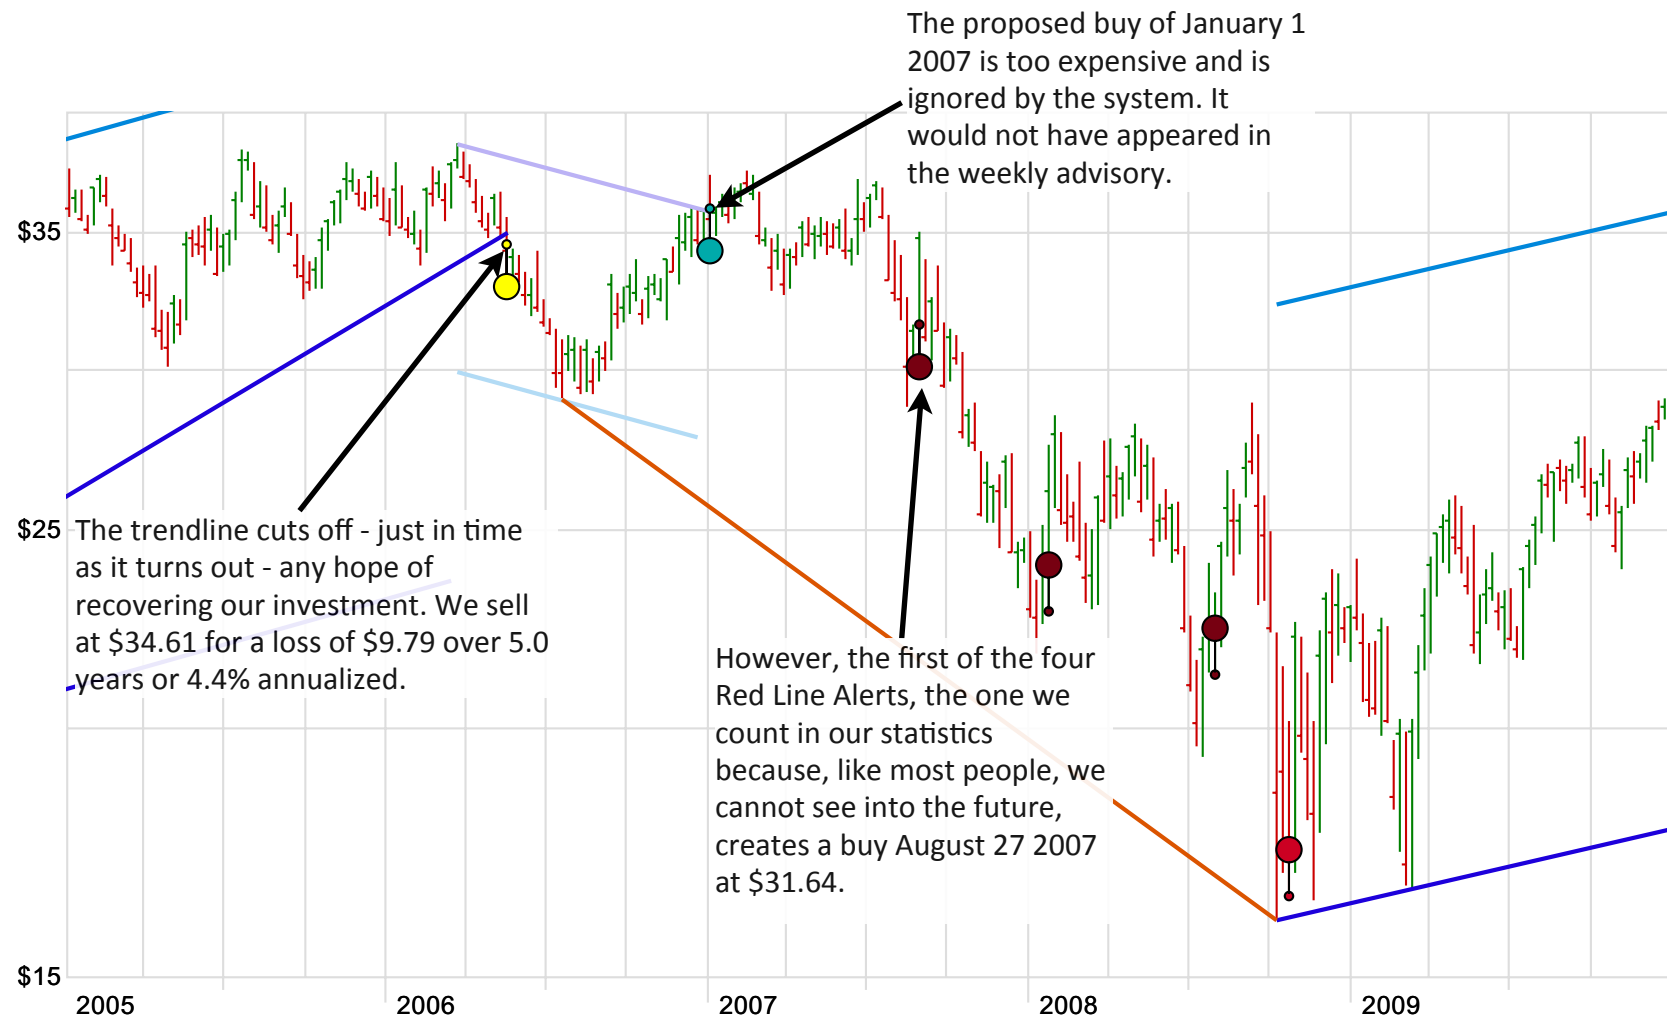 The proposed buy of January 1
2007 is too expensive and is
ignored by the system. It
would not have appeared in
the weekly advisory.
$35
$25
The trendline cuts off - just in time
as it turns out - any hope of
recovering our investment. We sell
at $34.61 for a loss of $9.79 over 5.0
years or 4.4% annualized.
However, the first of the four
Red Line Alerts, the one we
count in our statistics
because, like most people, we
cannot see into the future,
creates a buy August 27 2007
at $31.64.
$15
2005 2006 2007 2008 2009